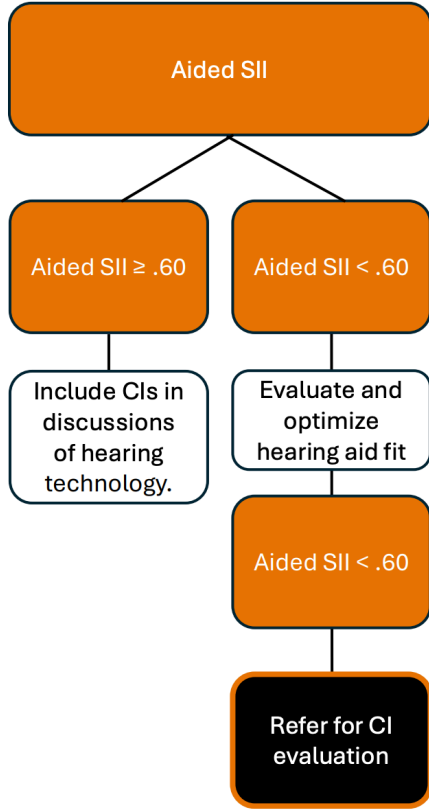 Aided SII
Aided SII ≥ .60
Aided SII < .60
Include CIs in
discussions
of hearing
technology.
Evaluate and
optimize
hearing aid fit
Aided SII < .60
Refer for CI
evaluation